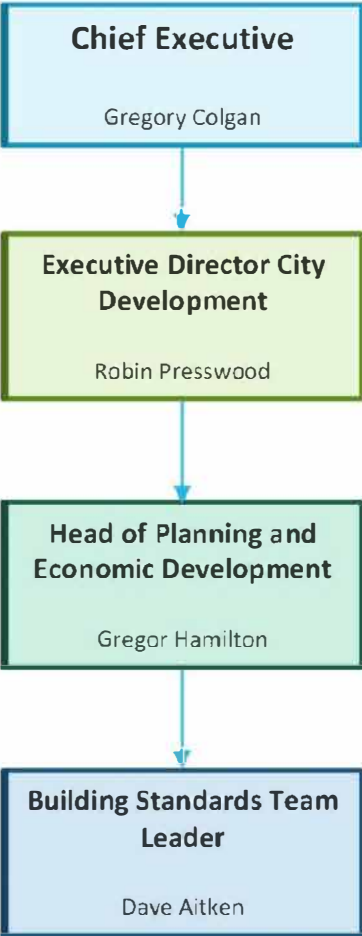 Chief Executive
Gregory Colgan
Executive Director City
Development
Robin Presswood
Head of Planning and
Economic Development
Gregor Hamilton
Building Standards Team
Leader
Dave Aitken